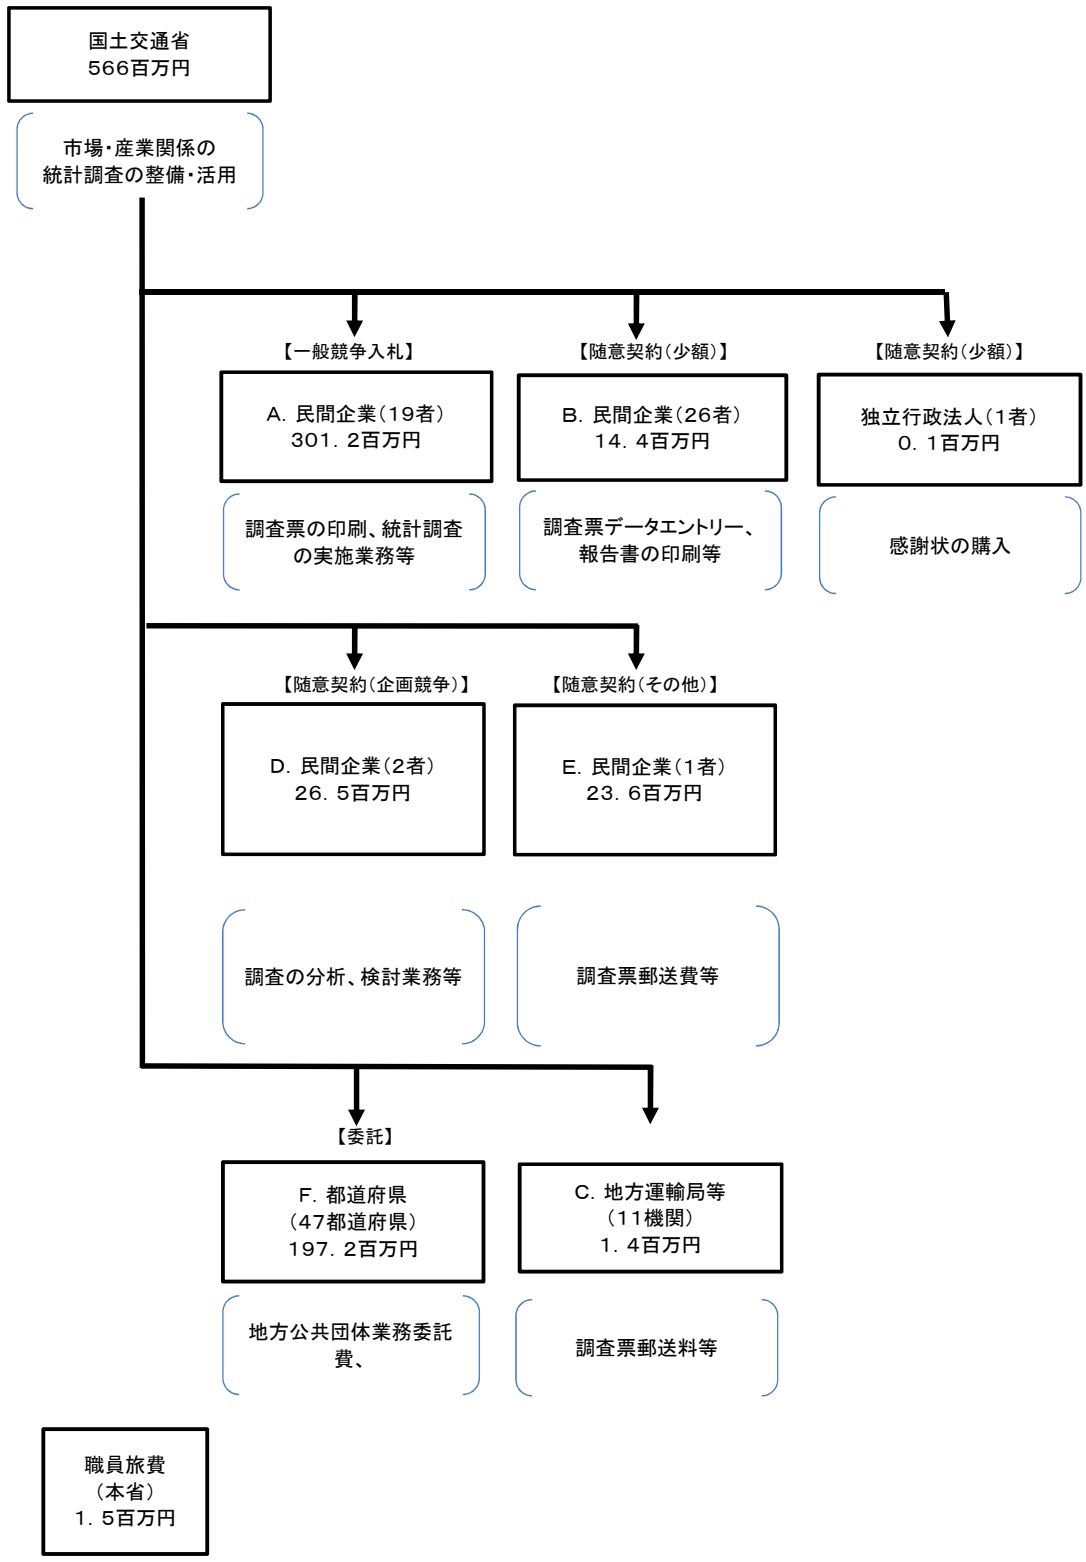 国土交通省
566百万円
市場・産業関係の
統計調査の整備・活用
【一般競争入札】
【随意契約（少額）】
【随意契約（少額）】
A．民間企業（19者）
301．2百万円
B．民間企業（26者）
14．4百万円
独立行政法人（1者）
0．1百万円
調査票の印刷、統計調査
の実施業務等
調査票データエントリー、
報告書の印刷等
感謝状の購入
【随意契約（企画競争）】
【随意契約（その他）】
D．民間企業（2者）
26．5百万円
E．民間企業（1者）
23．6百万円
調査の分析、検討業務等
調査票郵送費等
【委託】
F．都道府県
（47都道府県）
197．2百万円
C．地方運輸局等
（11機関）
1．4百万円
地方公共団体業務委託
費、
調査票郵送料等
職員旅費
（本省）
1．5百万円